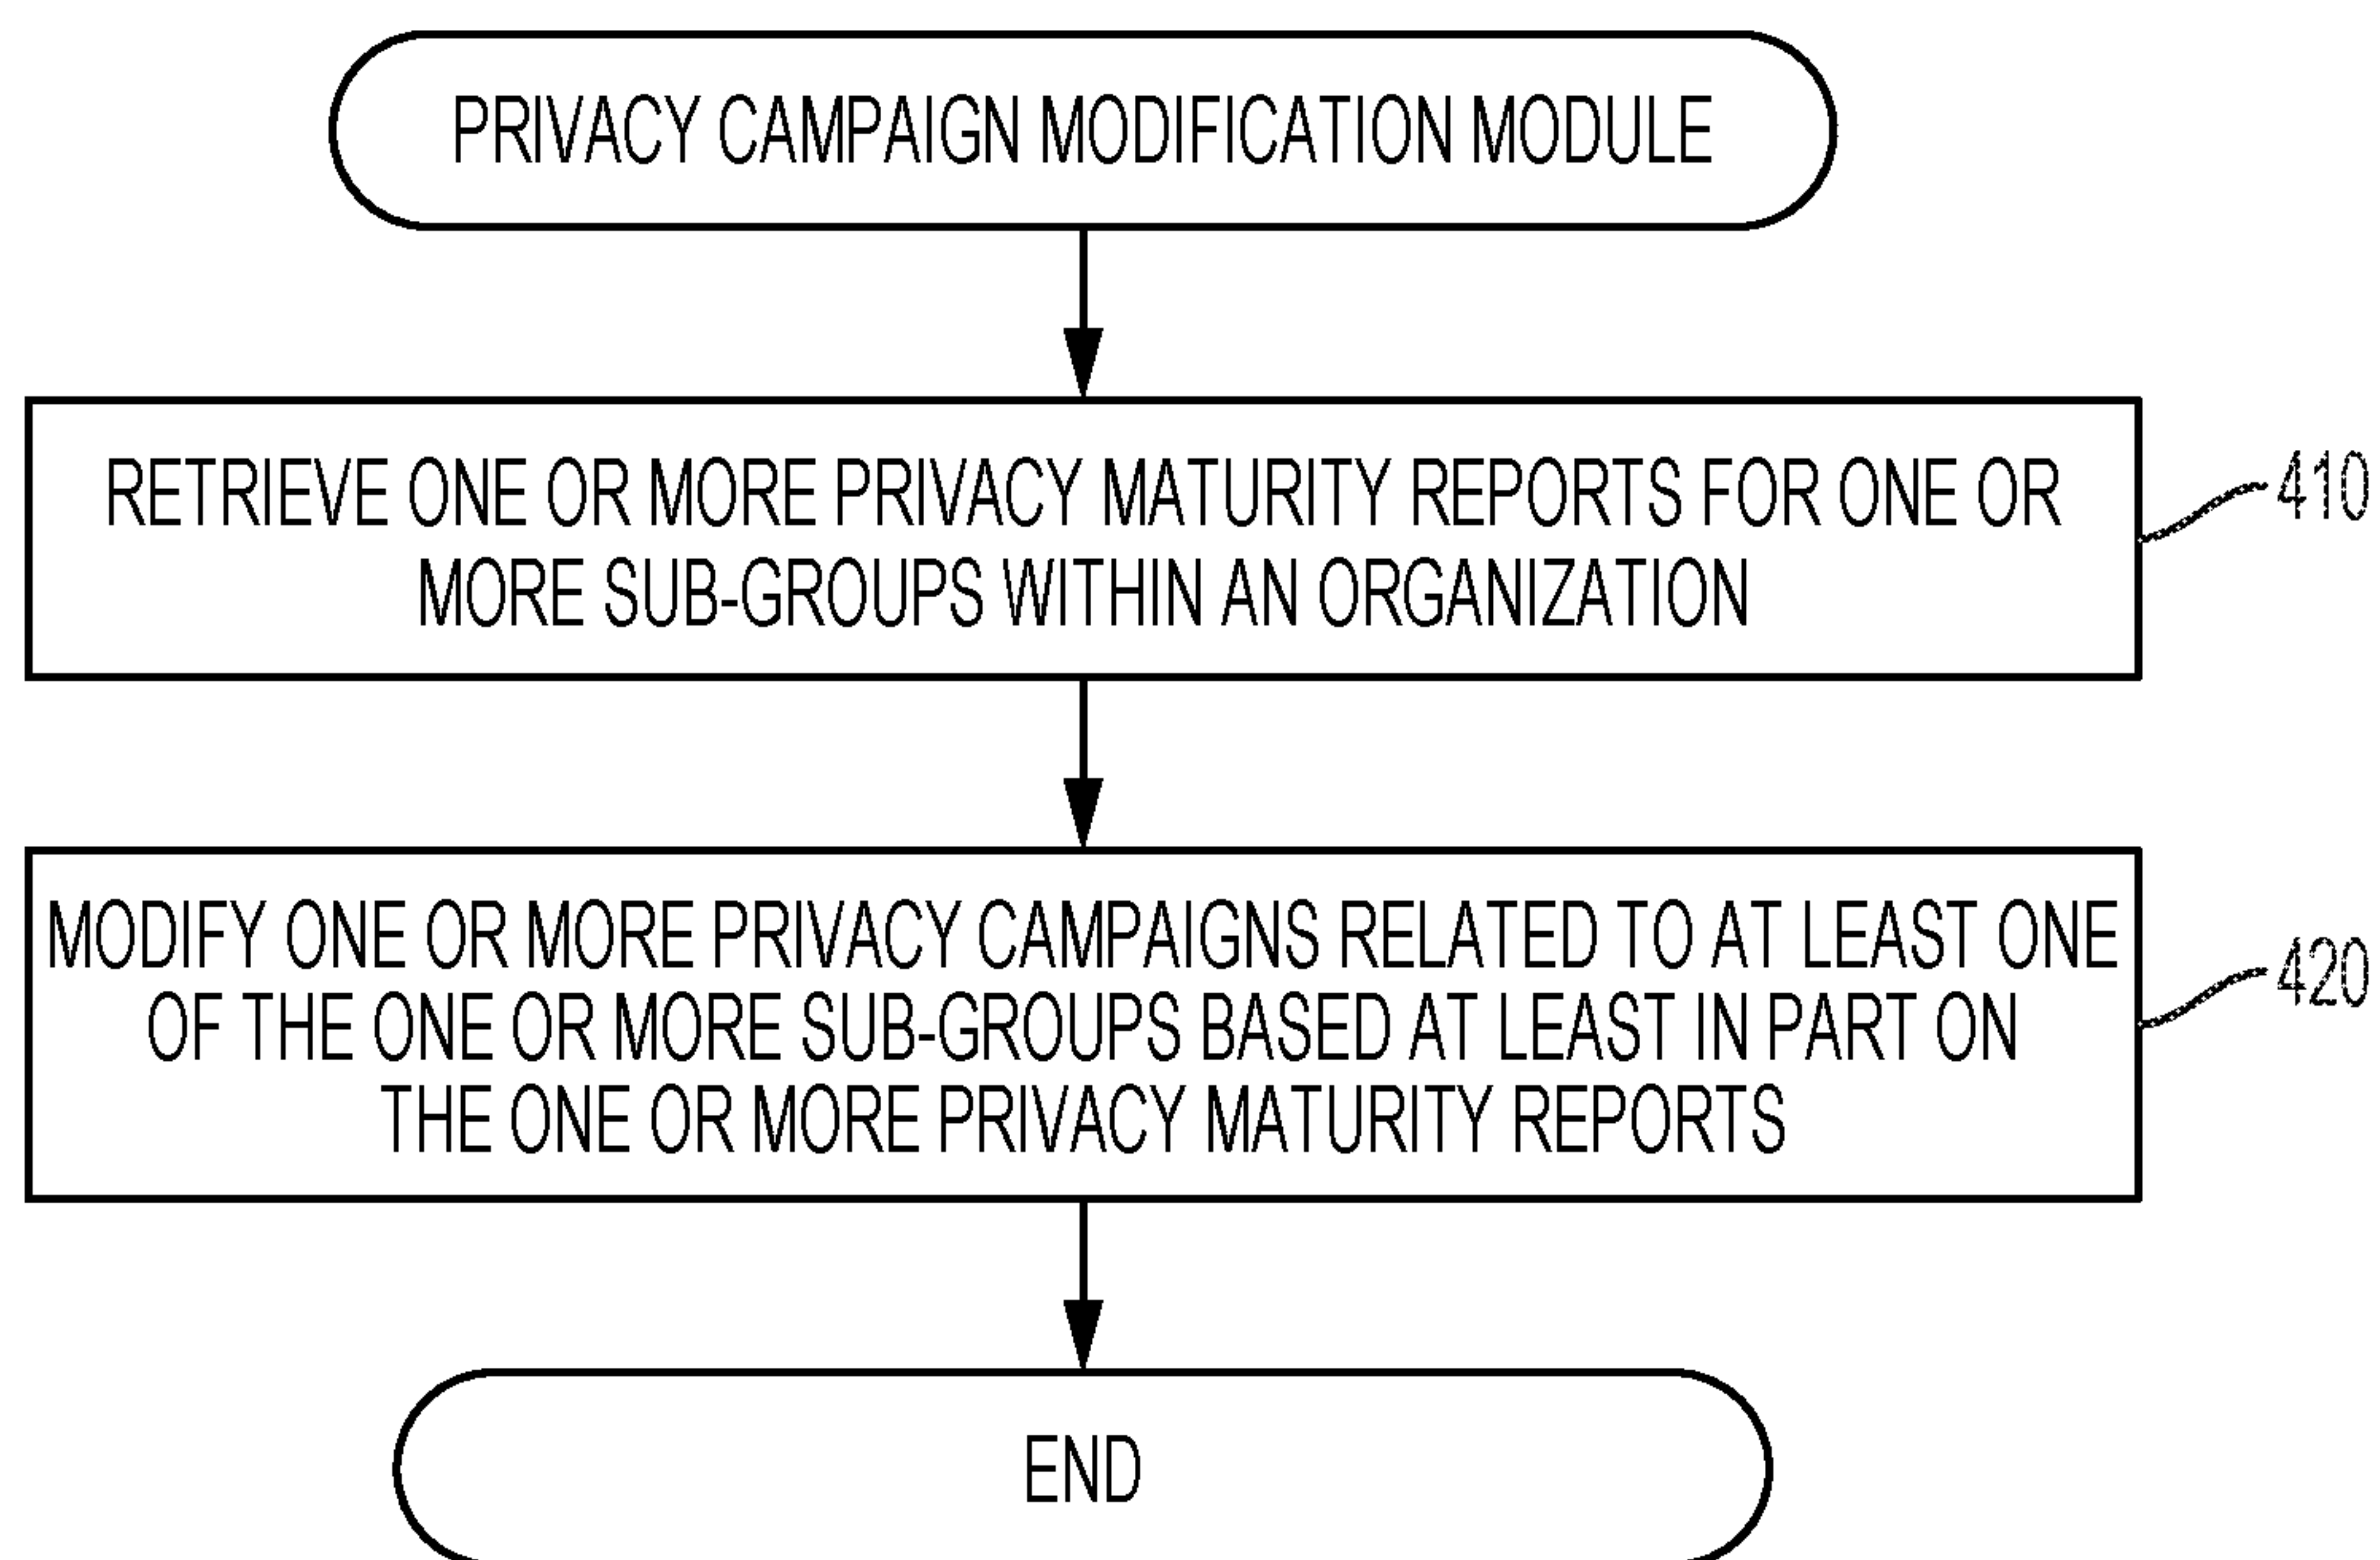 PRIVACY CAMPAIGN MODIFICATION MODULE
RETRIEVE ONE OR MORE PRIVACY MATURITY REPORTS FOR ONE OR
MORE SUB-GROUPS WITHIN AN ORGANIZATION
410
MODIFY ONE OR MORE PRIVACY CAMPAIGNS RELATED TO AT LEAST ONE
OF THE ONE OR MORE SUB-GROUPS BASED AT LEAST IN PART ON
THE ONE OR MORE PRIVACY MATURITY REPORTS
420
END